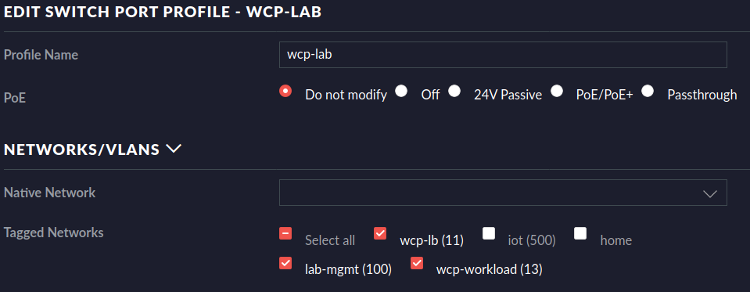 EDIT SWITCH PORT PROFILE - WCP-LAB
Profile Name wcp-lab
PoE Do not modify Off 24V Passive PoE/PoE+ Passthrough
NETWORKS/VLANS
Native Network
Tagged Networks Select all wcp-lb (11) iot (500) home
lab-mgmt (100) wcp-workload (13)